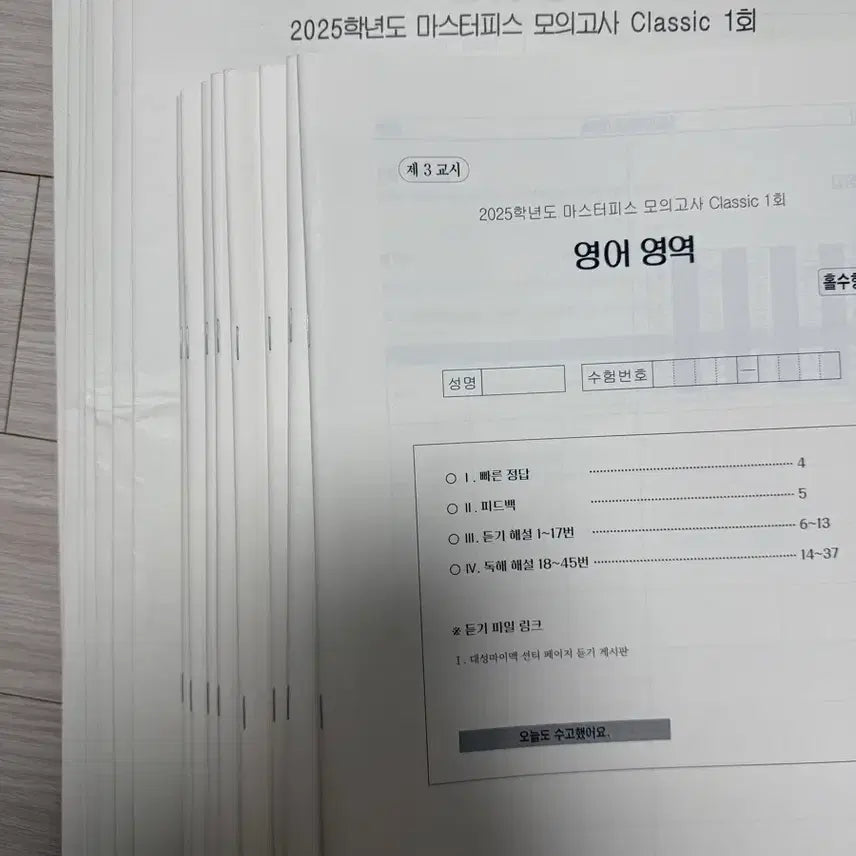 2025학년도 마스터피스 모의고사 Classic 1회
제 3 교시
2025학년도 마스터피스 모의고사 Classic 1회
영어 영역
홀수형
성명
수험번호 —
○ Ⅰ. 빠른 정답 4
○ Ⅱ. 피드백 5
○ Ⅲ. 듣기 해설 1~17번 6~13
○ Ⅳ. 독해 해설 18~45번 14~37
※ 듣기 파일 링크
Ⅰ. 대성마이맥 션티 페이지 듣기 게시판
오늘도 수고했어요.